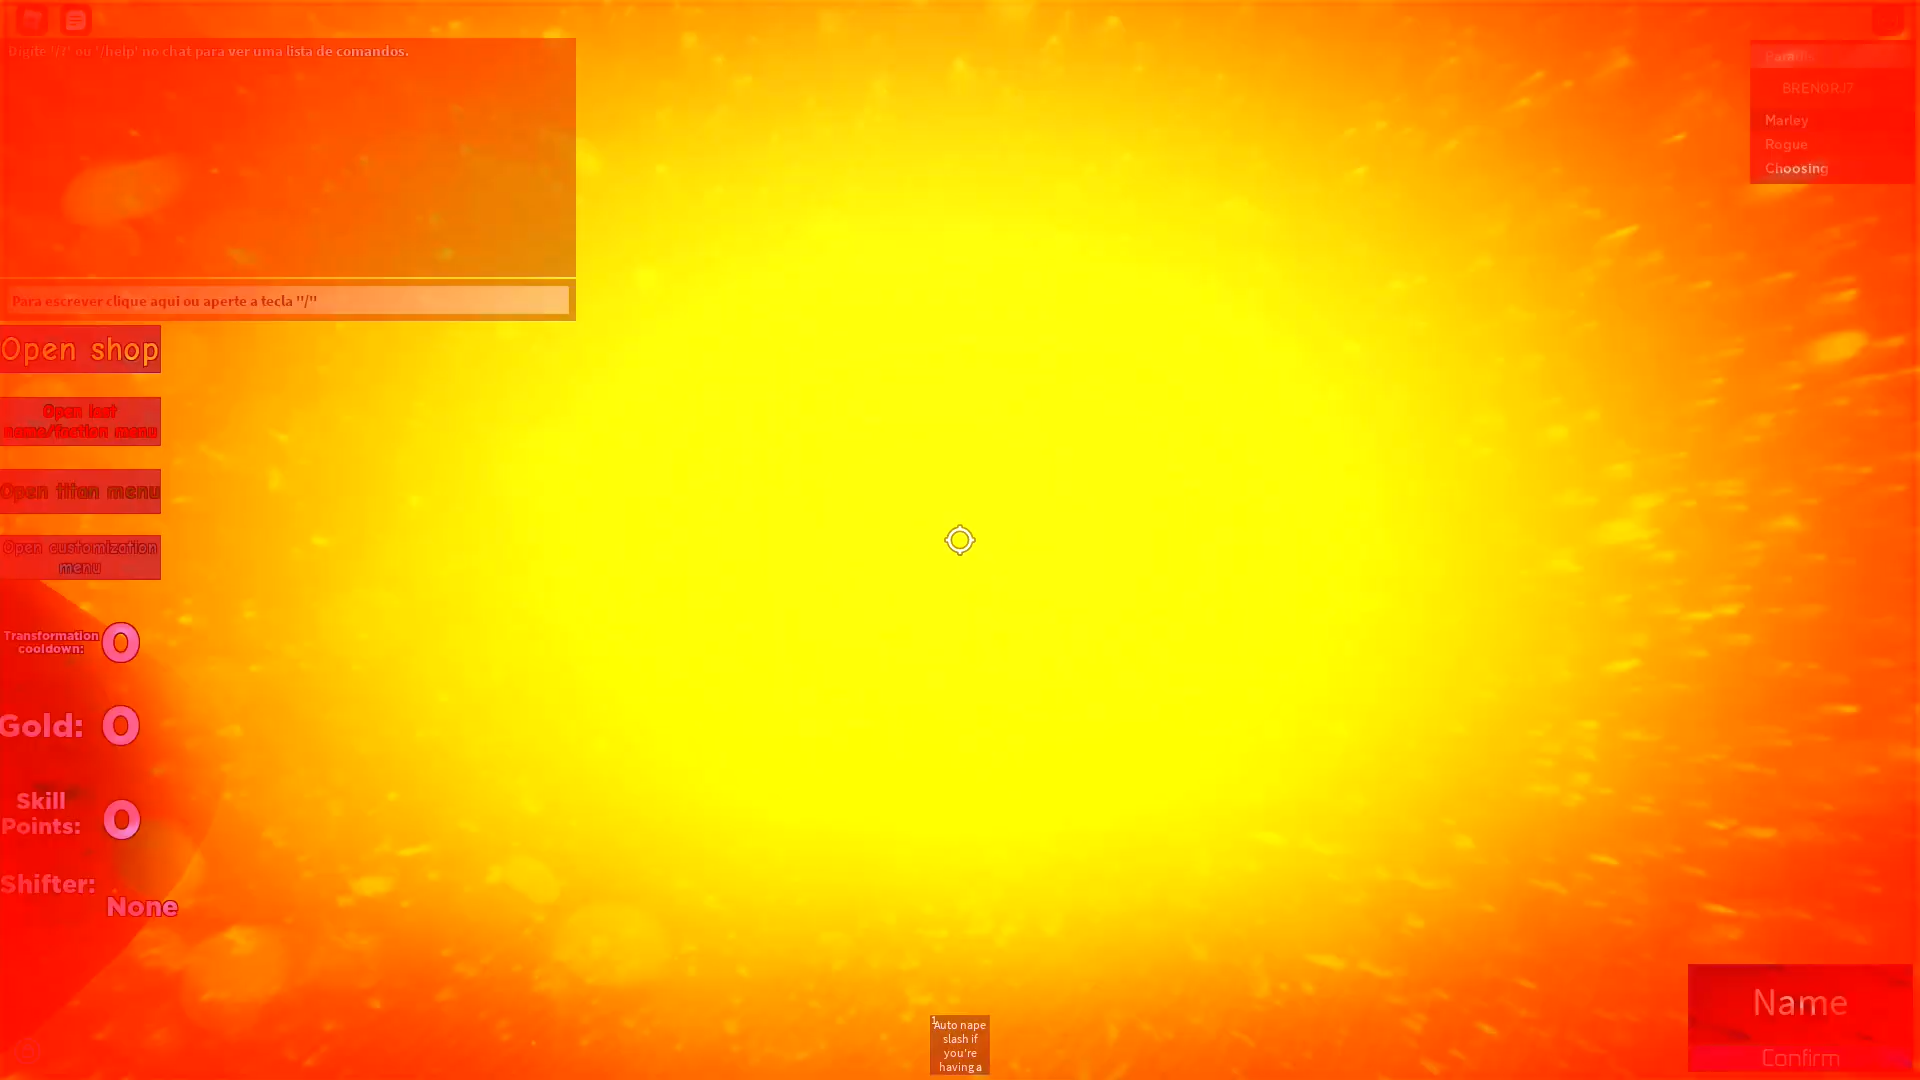 Digite '/?' ou '/help' no chat para ver uma lista de comandos.
Para escrever clique aqui ou aperte a tecla "/"
Open shop
Open last
name/faction menu
Open titan menu
Open customization
menu
Transformation
cooldown:
0
Gold:
0
Skill
Points:
0
Shifter:
None
BRENORJ7
Marley
Rogue
Choosing
1
Auto nape
slash if
you're
having a
Name
Confirm